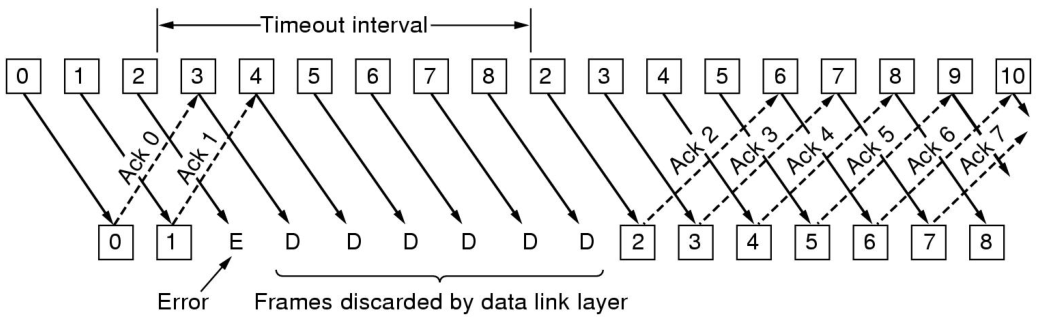 Timeout interval
0 1 2 3 4 5 6 7 8 2 3 4 5 6 7 8 9 10
Ack 0 Ack 1 Ack 2 Ack 3 Ack 4 Ack 5 Ack 6 Ack 7
0 1 E D D D D D D 2 3 4 5 6 7 8
Error Frames discarded by data link layer